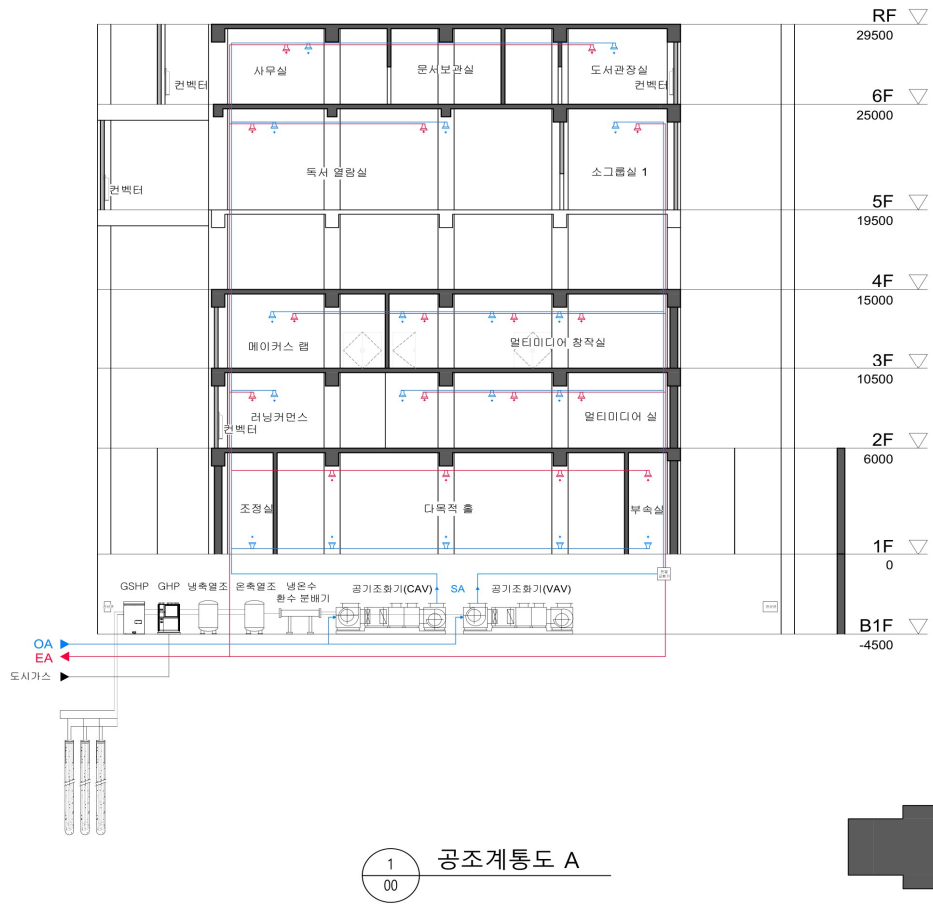 RF
29500
사무실
문서보관실
도서관장실
컨벡터
컨벡터
6F
25000
독서 열람실
소그룹실 1
컨벡터
5F
19500
4F
15000
메이커스 랩
멀티미디어 창작실
3F
10500
러닝커먼스
멀티미디어 실
컨벡터
2F
6000
조정실
다목적 홀
부속실
1F
0
GSHP
GHP
냉축열조
온축열조
냉온수
환수 분배기
공기조화기(CAV)
SA
공기조화기(VAV)
B1F
-4500
OA
EA
도시가스
1
00
공조계통도 A